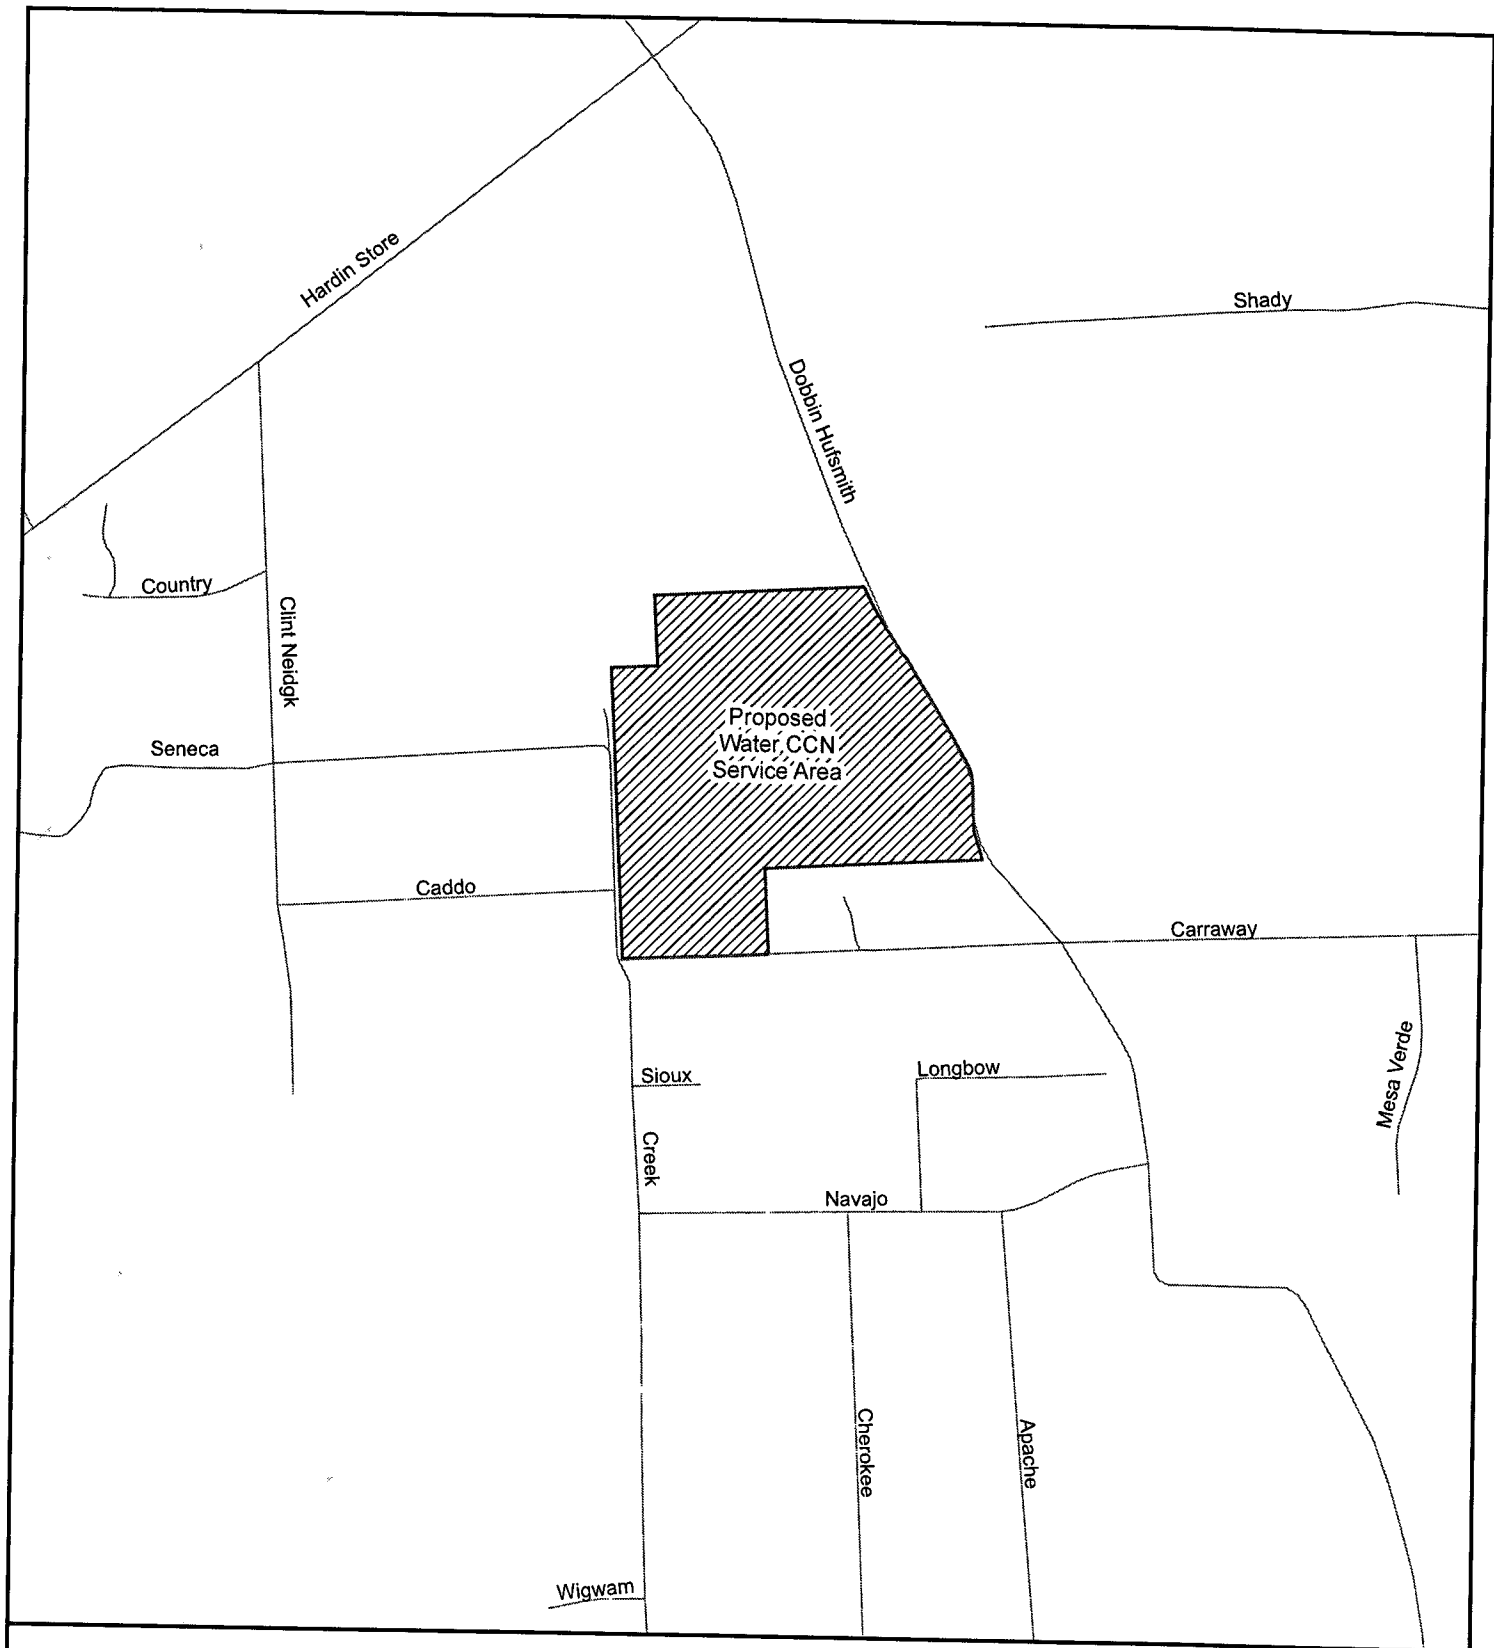 Hardin Store
Shady
Dobbin Hufsmith
Country
Clint Neidgk
Proposed
Water CCN
Service Area
Seneca
Caddo
Carraway
Mesa Verde
Sioux
Longbow
Creek
Navajo
Cherokee
Apache
Wigwam